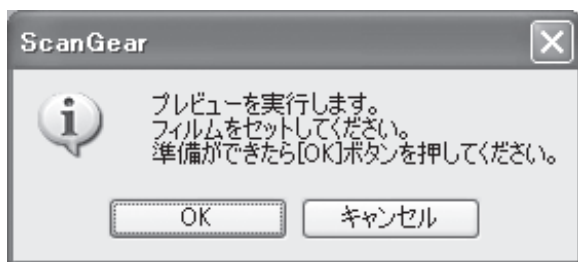 ScanGear
プレビューを実行します。
フィルムをセットしてください。
準備ができたら[OK]ボタンを押してください。
OK
キャンセル